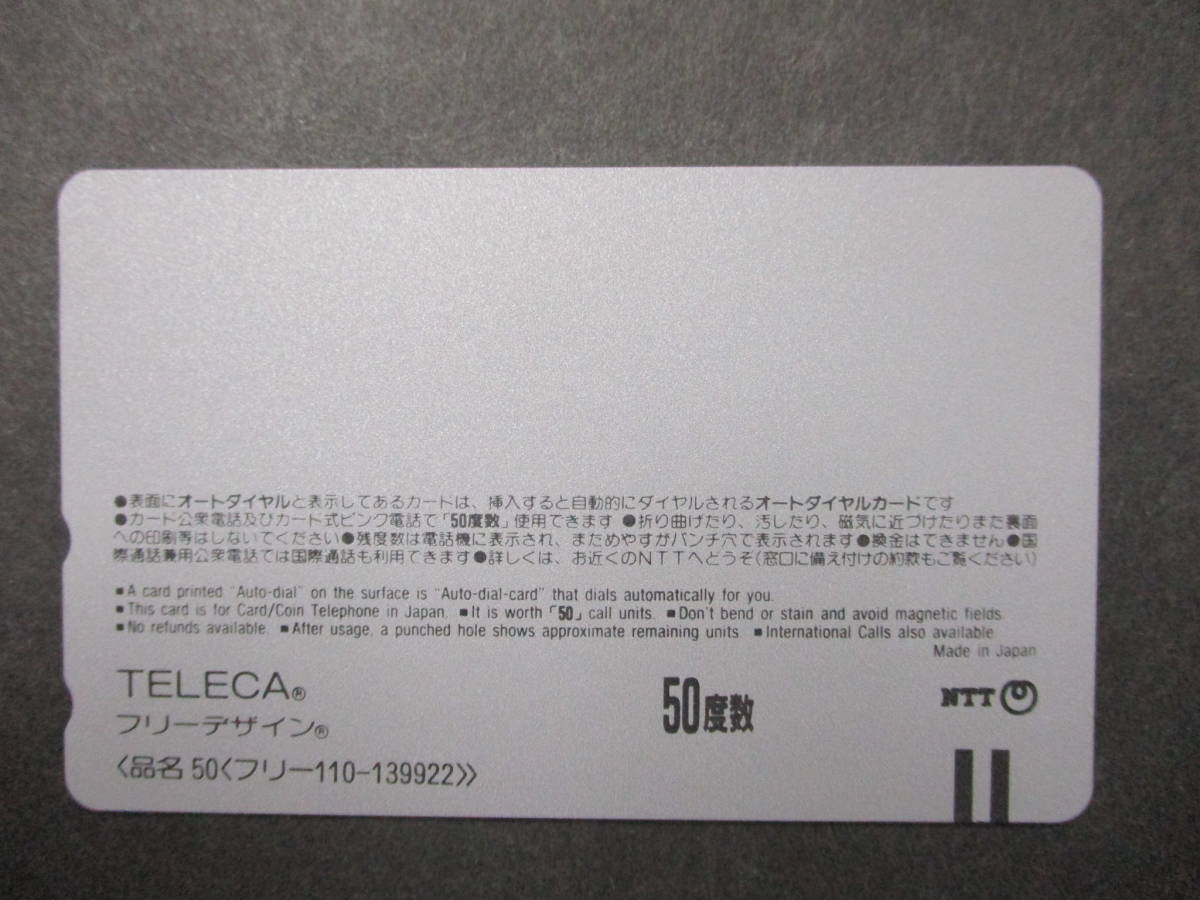 ●表面にオートダイヤルと表示してあるカードは、挿入すると自動的にダイヤルされるオートダイヤルカードです
●カード公衆電話及びカード式ピンク電話で「50度数」使用できます ●折り曲げたり、汚したり、磁気に近づけたりまた裏面
への印刷等はしないでください●残度数は電話機に表示され、まためやすがパンチ穴で表示されます●換金はできません●国
際通話兼用公衆電話では国際通話も利用できます●詳しくは、お近くのNTTへどうぞ(窓口に備え付けの約款もご覧ください)
■A card printed "Auto-dial" on the surface is "Auto-dial-card" that dials automatically for you.
■This card is for Card/Coin Telephone in Japan. ■It is worth「50」call units. ■Don't bend or stain and avoid magnetic fields
■No refunds available. ■After usage, a punched hole shows approximate remaining units. ■International Calls also available
Made in Japan
TELECA®
フリーデザイン®
50度数
NTT
〈品名 50〈フリー110-139922〉〉